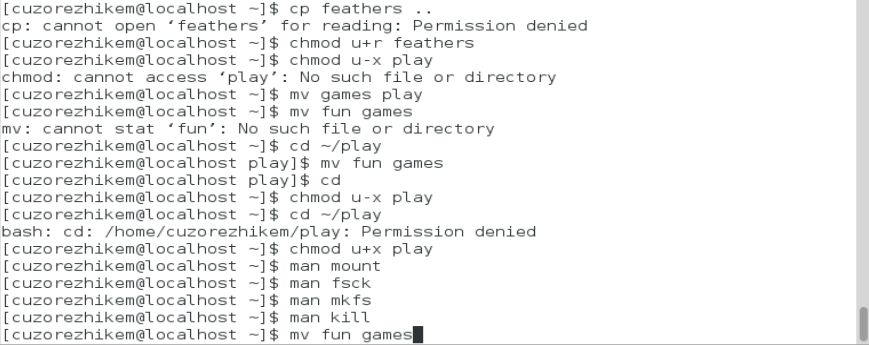 [cuzorezhikem@localhost ~]$ cp feathers ..
cp: cannot open ‘feathers’ for reading: Permission denied
[cuzorezhikem@localhost ~]$ chmod u+r feathers
[cuzorezhikem@localhost ~]$ chmod u-x play
chmod: cannot access ‘play’: No such file or directory
[cuzorezhikem@localhost ~]$ mv games play
[cuzorezhikem@localhost ~]$ mv fun games
mv: cannot stat ‘fun’: No such file or directory
[cuzorezhikem@localhost ~]$ cd ~/play
[cuzorezhikem@localhost play]$ mv fun games
[cuzorezhikem@localhost play]$ cd
[cuzorezhikem@localhost ~]$ chmod u-x play
[cuzorezhikem@localhost ~]$ cd ~/play
bash: cd: /home/cuzorezhikem/play: Permission denied
[cuzorezhikem@localhost ~]$ chmod u+x play
[cuzorezhikem@localhost ~]$ man mount
[cuzorezhikem@localhost ~]$ man fsck
[cuzorezhikem@localhost ~]$ man mkfs
[cuzorezhikem@localhost ~]$ man kill
[cuzorezhikem@localhost ~]$ mv fun games